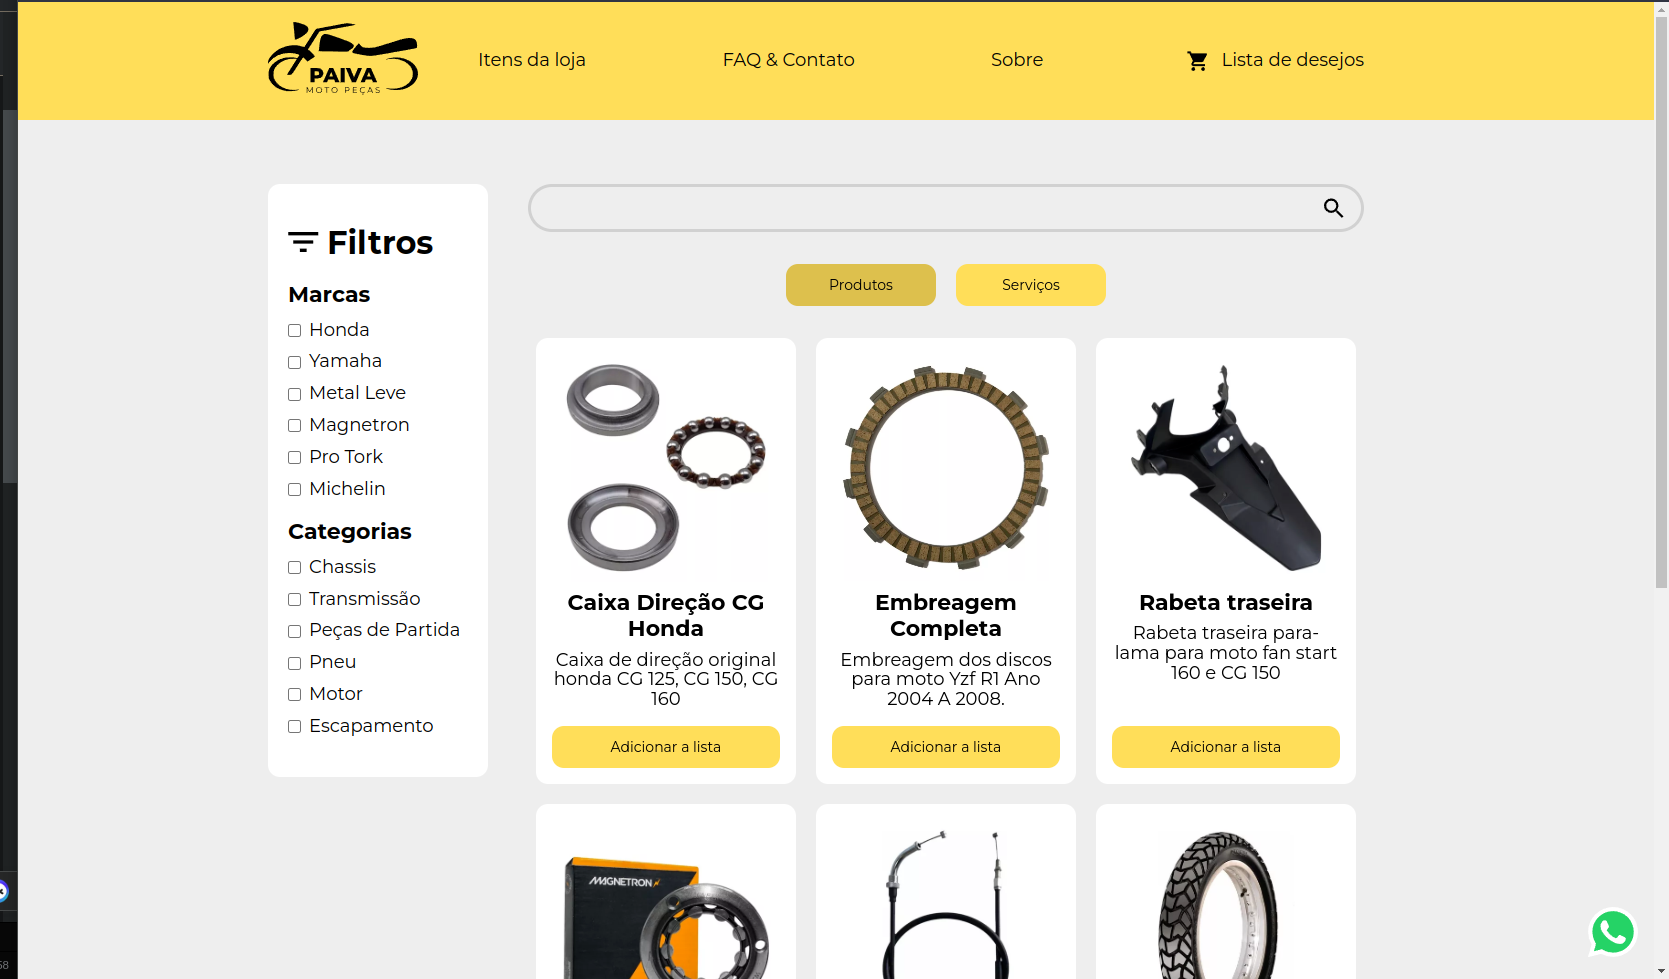 PAIVA
MOTO PEÇAS
Itens da loja
FAQ & Contato
Sobre
Lista de desejos
Filtros
Marcas
Honda
Yamaha
Metal Leve
Magnetron
Pro Tork
Michelin
Categorias
Chassis
Transmissão
Peças de Partida
Pneu
Motor
Escapamento
Produtos
Serviços
Caixa Direção CG
Honda
Caixa de direção original
honda CG 125, CG 150, CG
160
Adicionar a lista
Embreagem
Completa
Embreagem dos discos
para moto Yzf R1 Ano
2004 A 2008.
Adicionar a lista
Rabeta traseira
Rabeta traseira para-
lama para moto fan start
160 e CG 150
Adicionar a lista
MAGNETRON